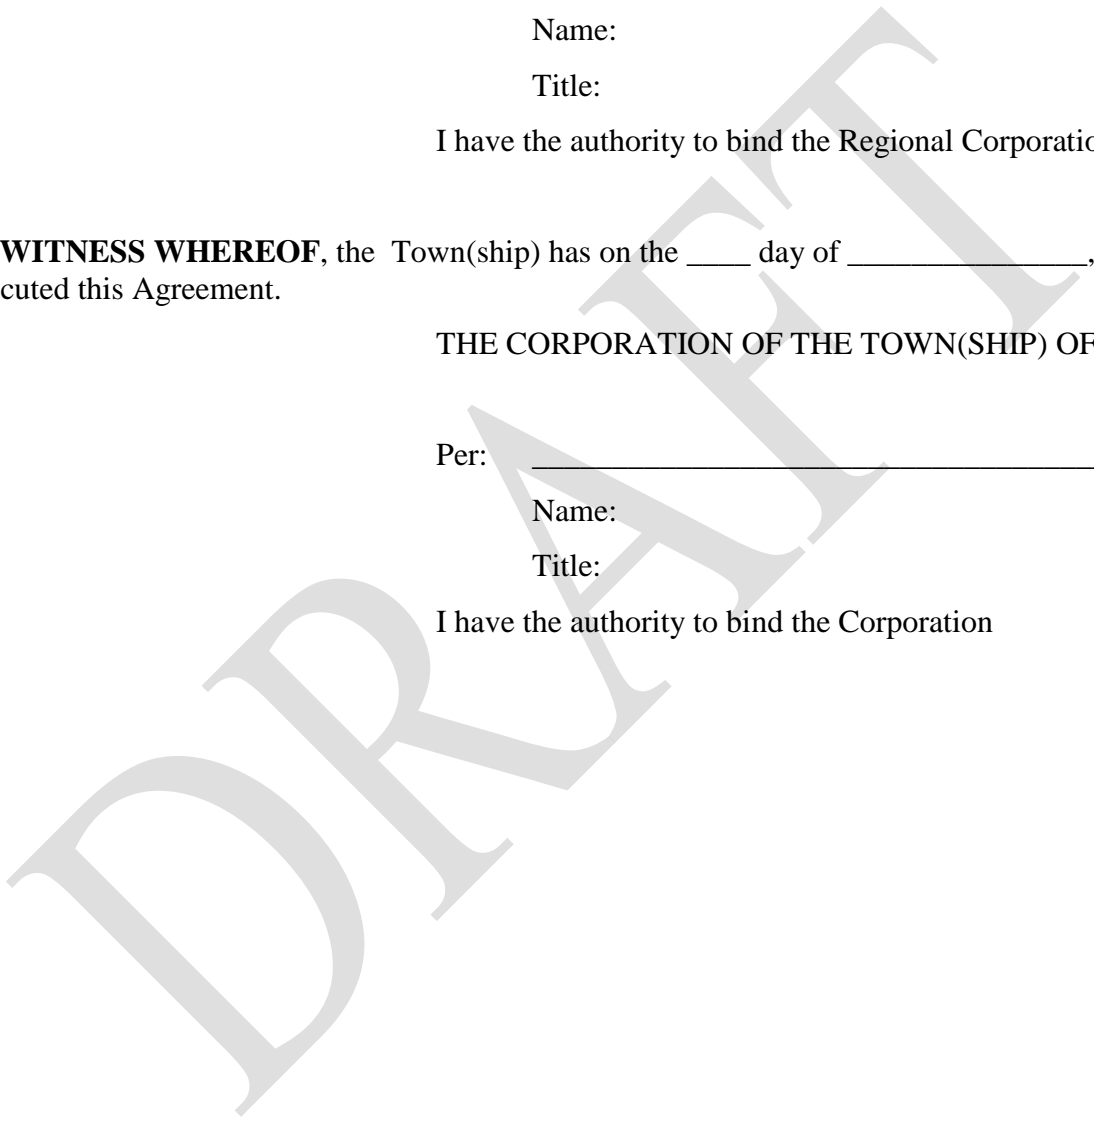 Name:
Title:
I have the authority to bind the Regional Corporatio
WITNESS WHEREOF, the Town(ship) has on the ____ day of _______________,
cuted this Agreement.
THE CORPORATION OF THE TOWN(SHIP) OF
Per: ___________________________________
Name:
Title:
I have the authority to bind the Corporation
DRAFT